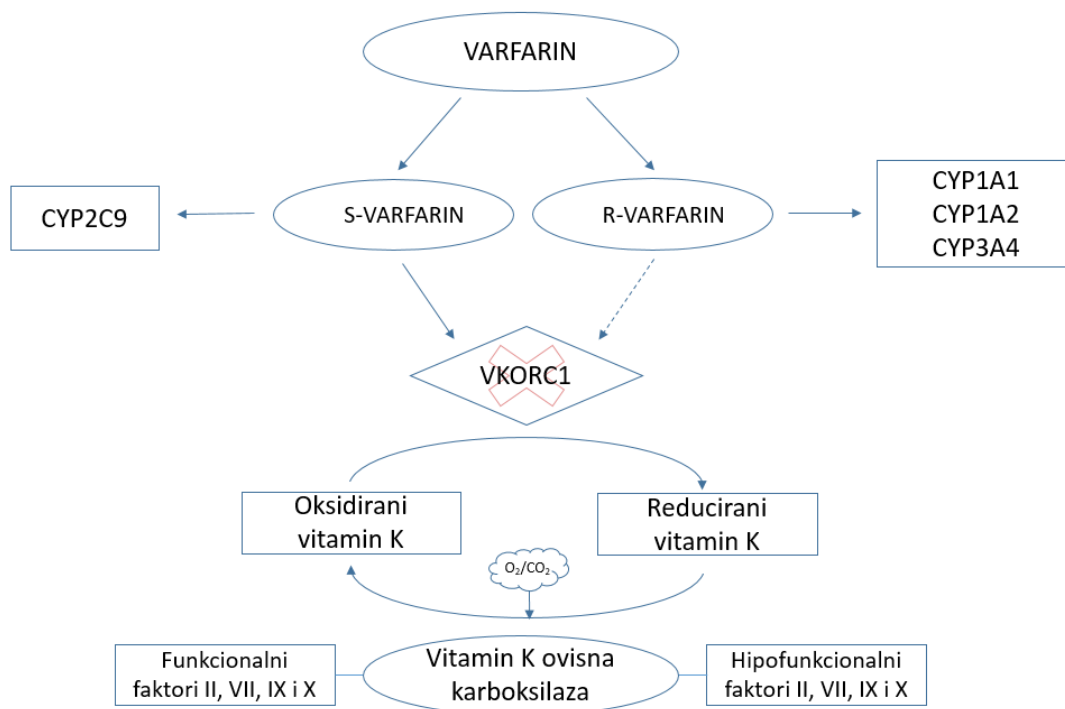 VARFARIN
CYP2C9
S-VARFARIN
R-VARFARIN
CYP1A1
CYP1A2
CYP3A4
VKORC1
Oksidirani
vitamin K
Reducirani
vitamin K
O₂/CO₂
Funkcionalni
faktori II, VII, IX i X
Vitamin K ovisna
karboksilaza
Hipofunkcionalni
faktori II, VII, IX i X